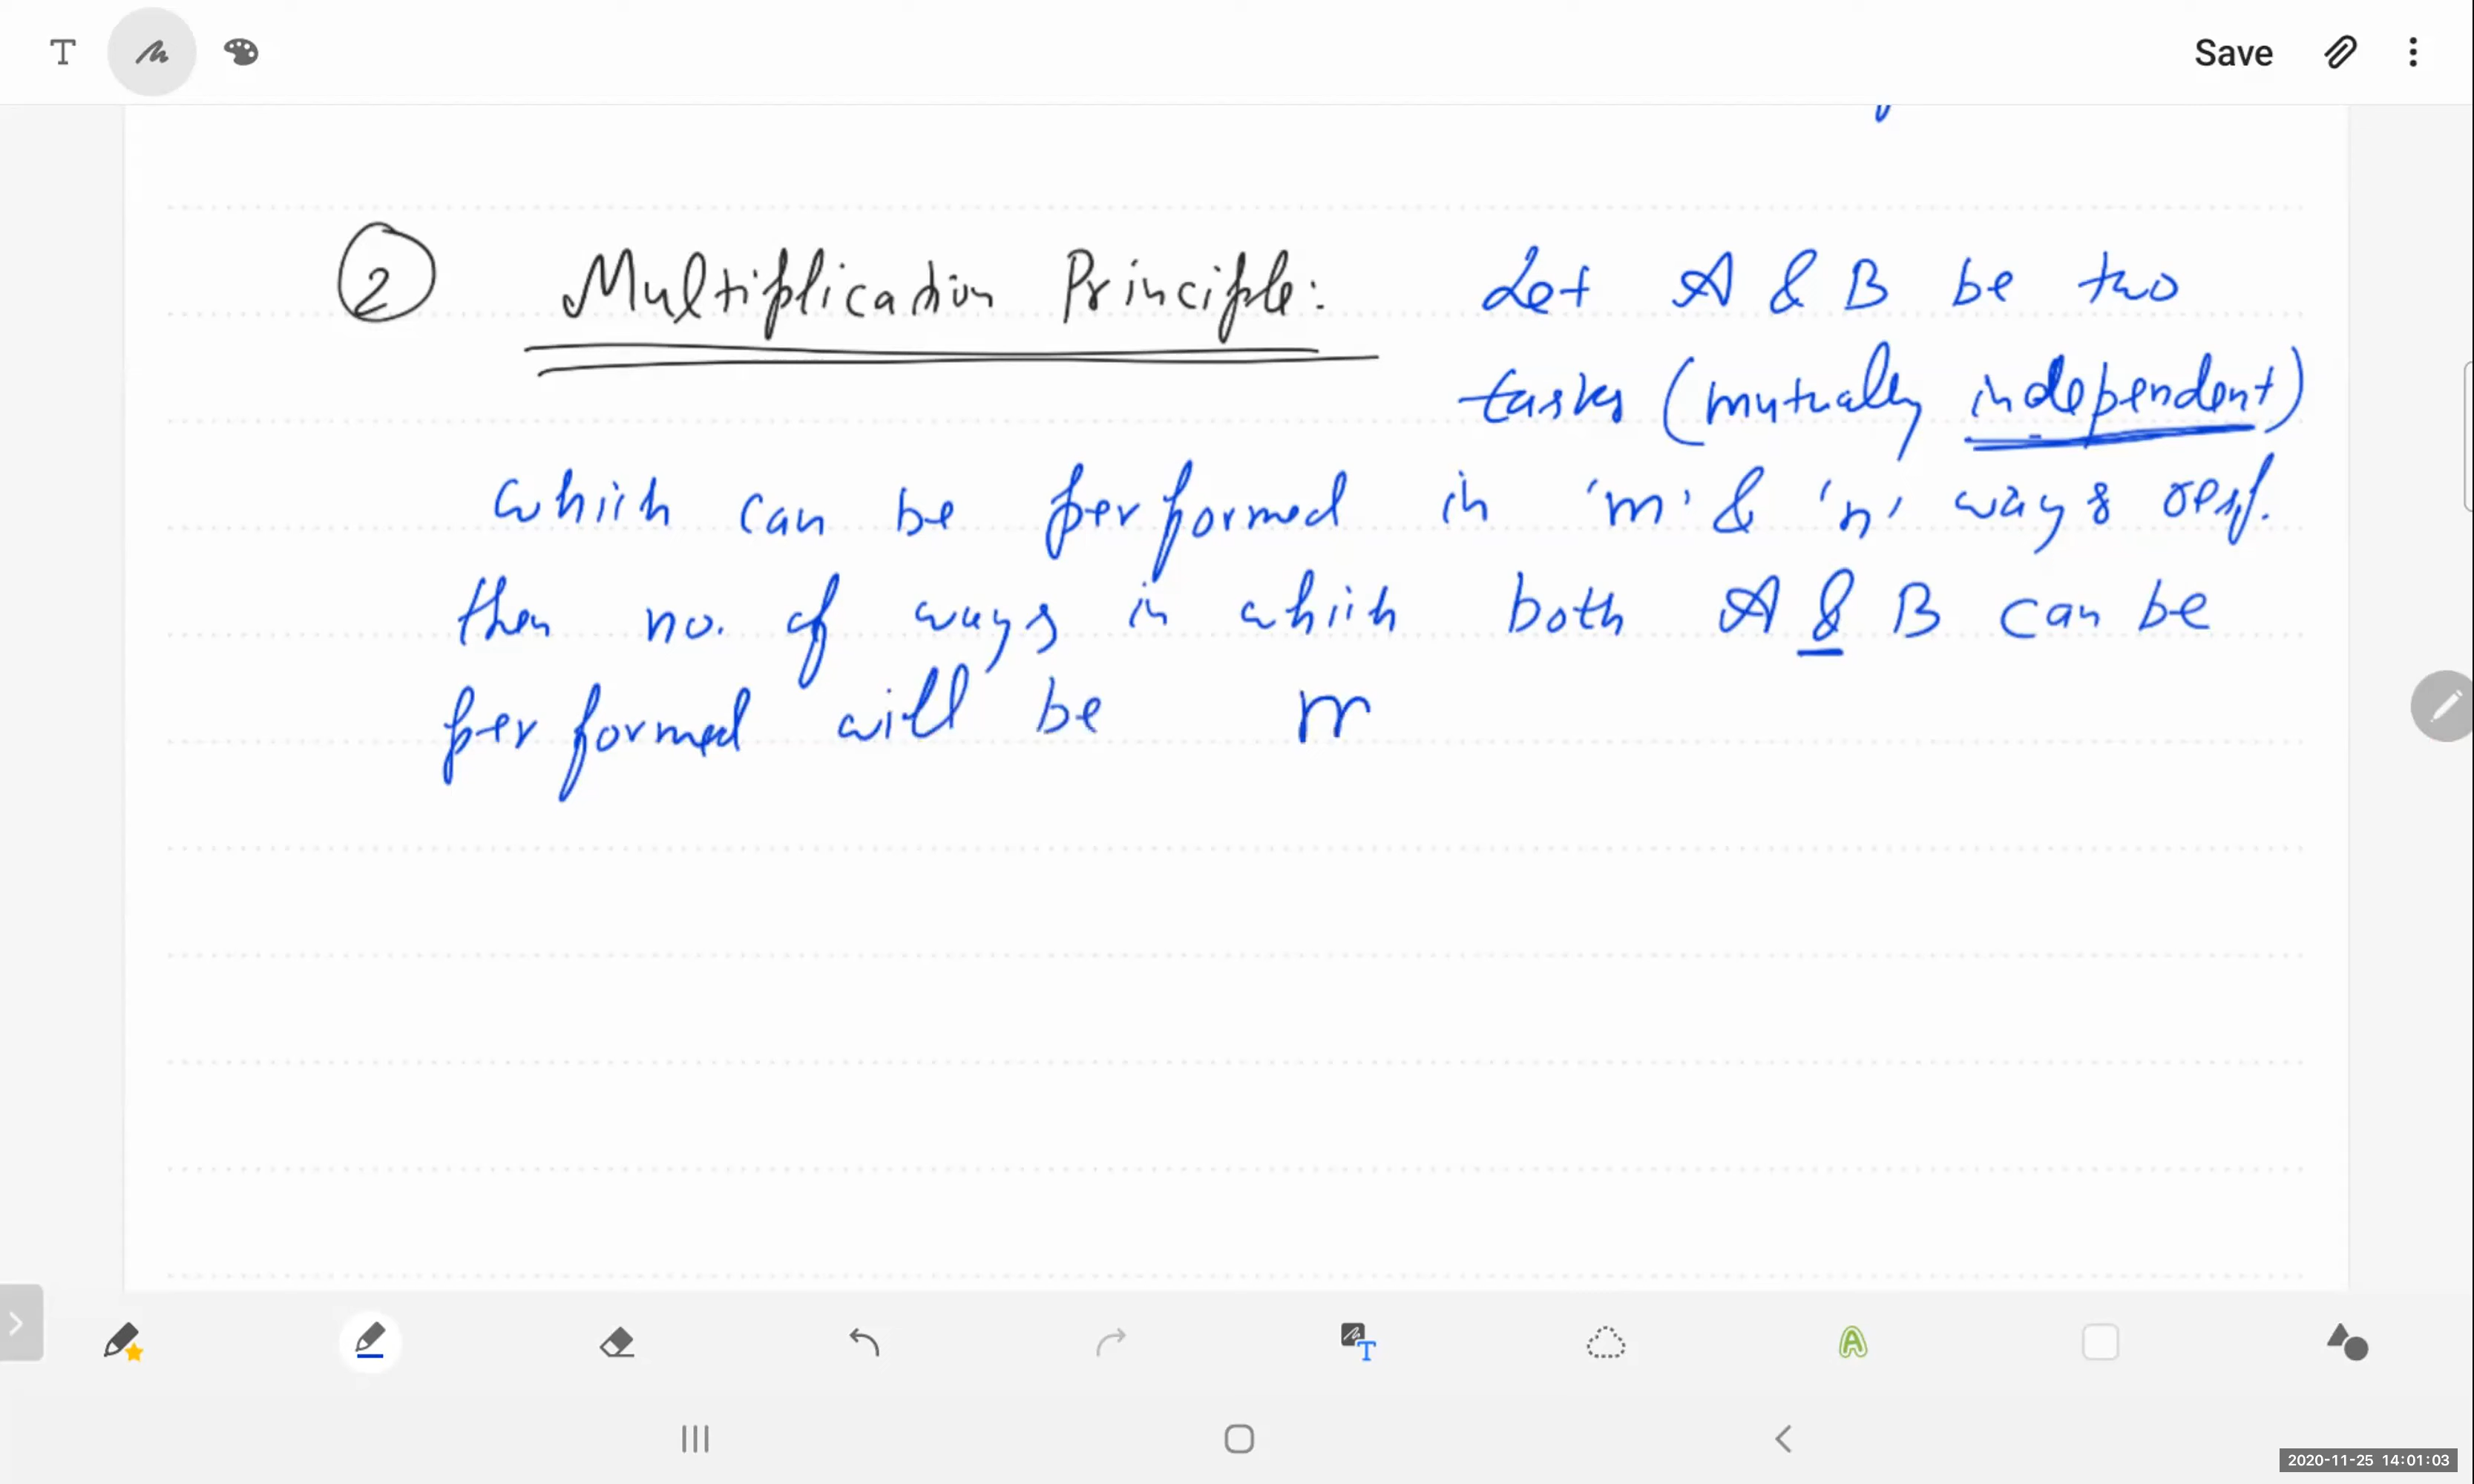 T
Save
② Multiplication Principle: Let A & B be two
tasks (mutually independent)
which can be performed in 'm' & 'n' ways resp.
then no. of ways in which both A & B can be
performed will be m
T
A
2020-11-25 14:01:03